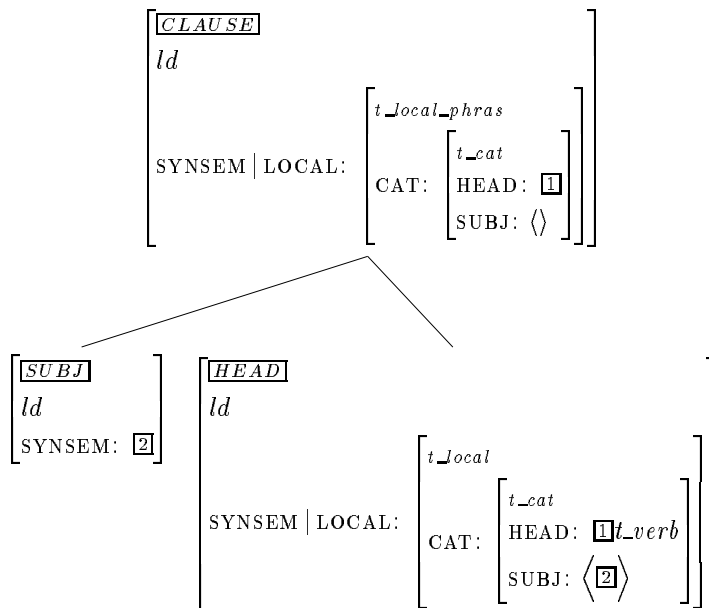 CLAUSE
ld
t_local_phras
SYNSEM | LOCAL:
t_cat
CAT:
HEAD: 1
SUBJ: ⟨⟩
SUBJ
ld
SYNSEM: 2
HEAD
ld
t_local
SYNSEM | LOCAL:
t_cat
CAT:
HEAD: 1 t_verb
SUBJ: ⟨2⟩